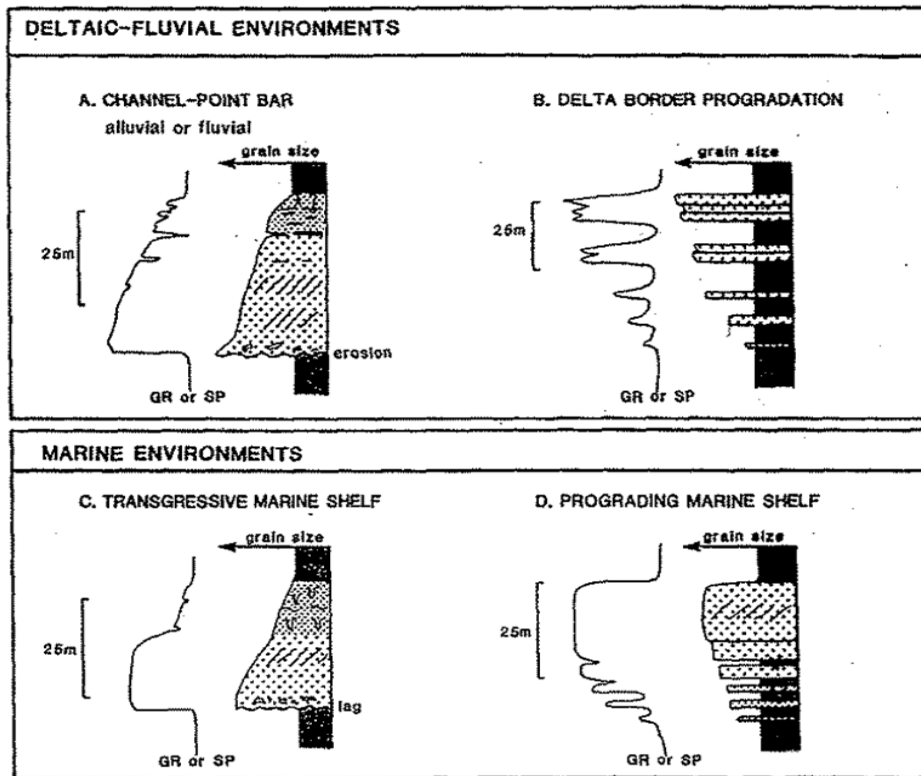 DELTAIC-FLUVIAL ENVIRONMENTS
A. CHANNEL-POINT BAR
alluvial or fluvial
grain size
25m
erosion
GR or SP
B. DELTA BORDER PROGRADATION
grain size
25m
GR or SP
MARINE ENVIRONMENTS
C. TRANSGRESSIVE MARINE SHELF
grain size
25m
lag
GR or SP
D. PROGRADING MARINE SHELF
grain size
25m
GR or SP